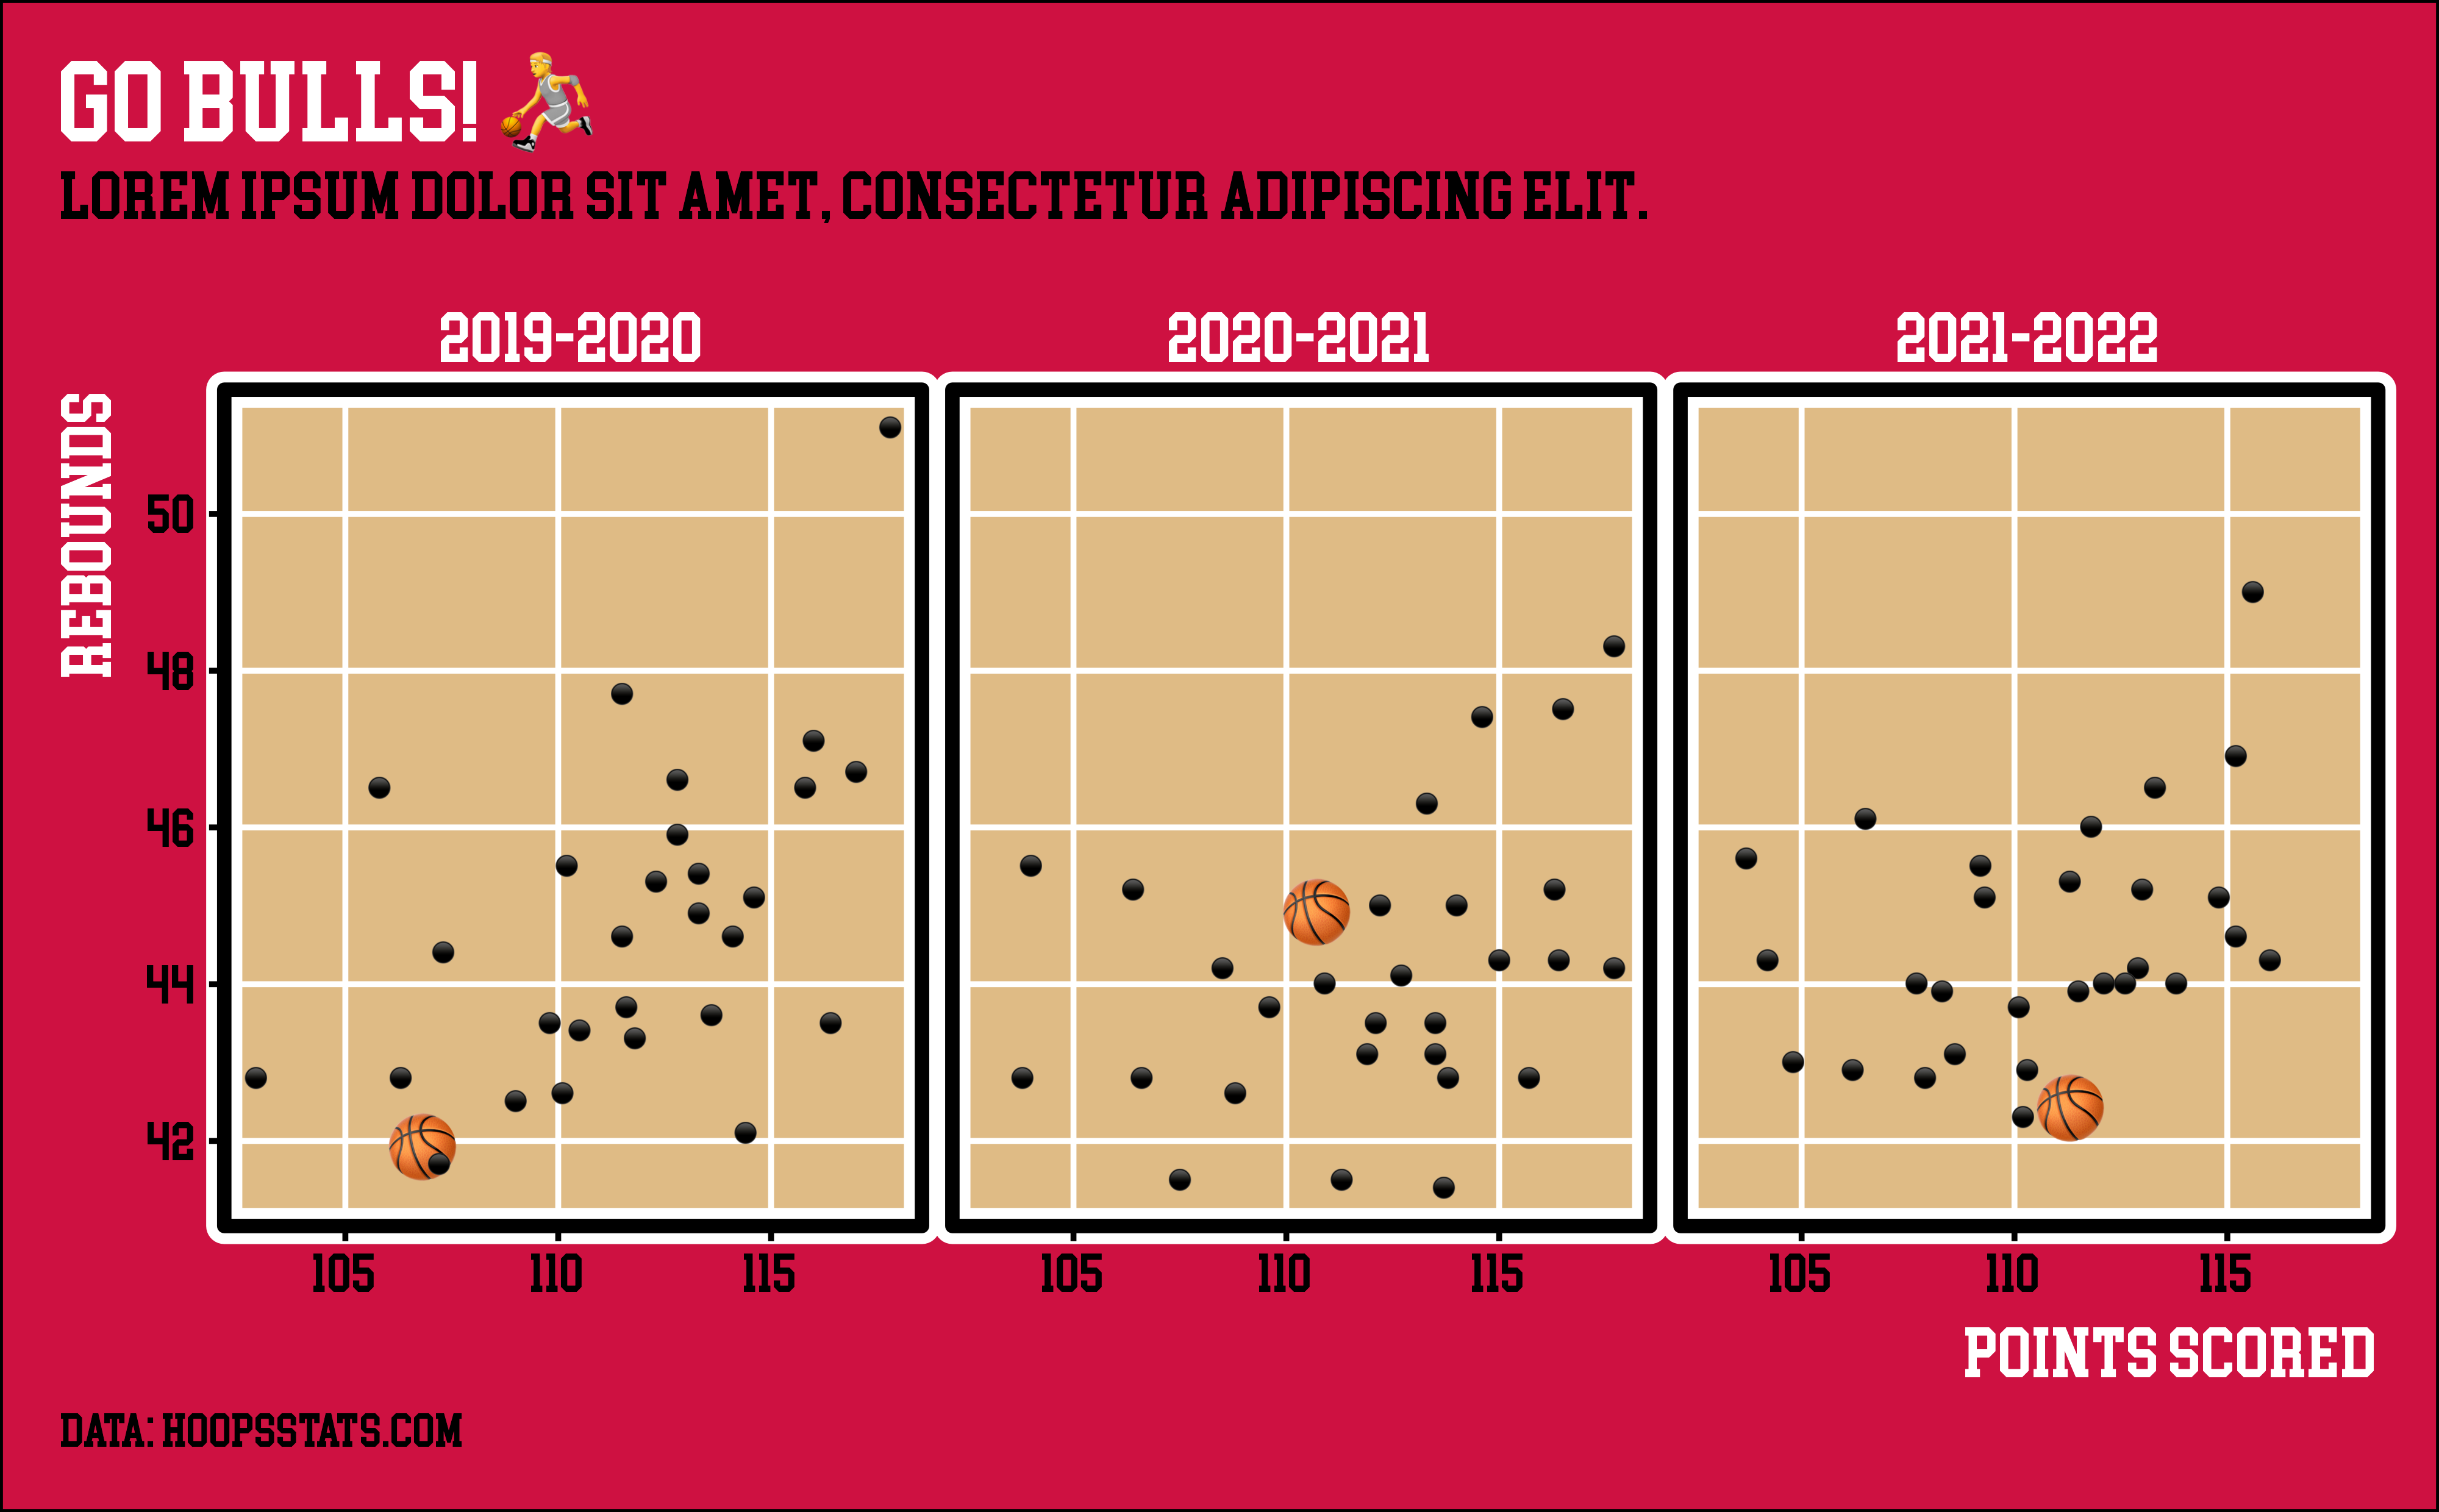 GO BULLS!
LOREM IPSUM DOLOR SIT AMET, CONSECTETUR ADIPISCING ELIT.
2019-2020 2020-2021 2021-2022
REBOUNDS
50
48
46
44
42
105 110 115 105 110 115 105 110 115
POINTS SCORED
DATA: HOOPSSTATS.COM